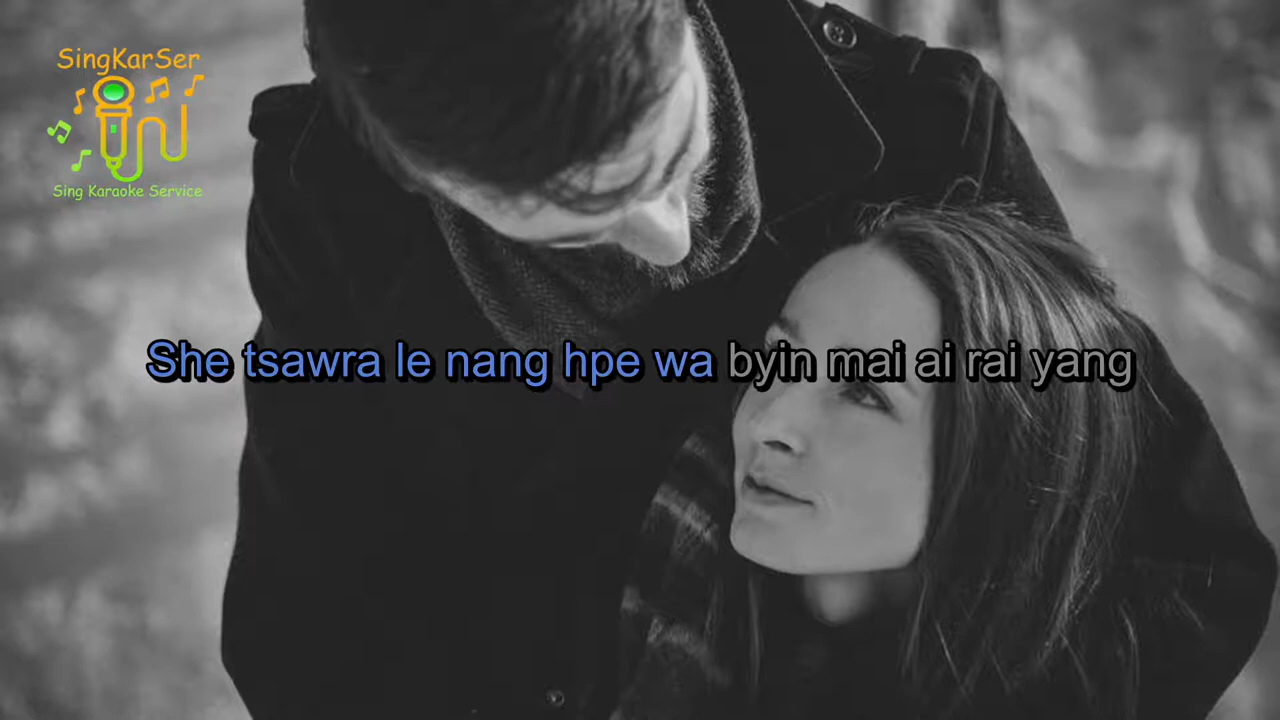 SingKarSer
Sing Karaoke Service
She tsawra le nang hpe wa byin mai ai rai yang